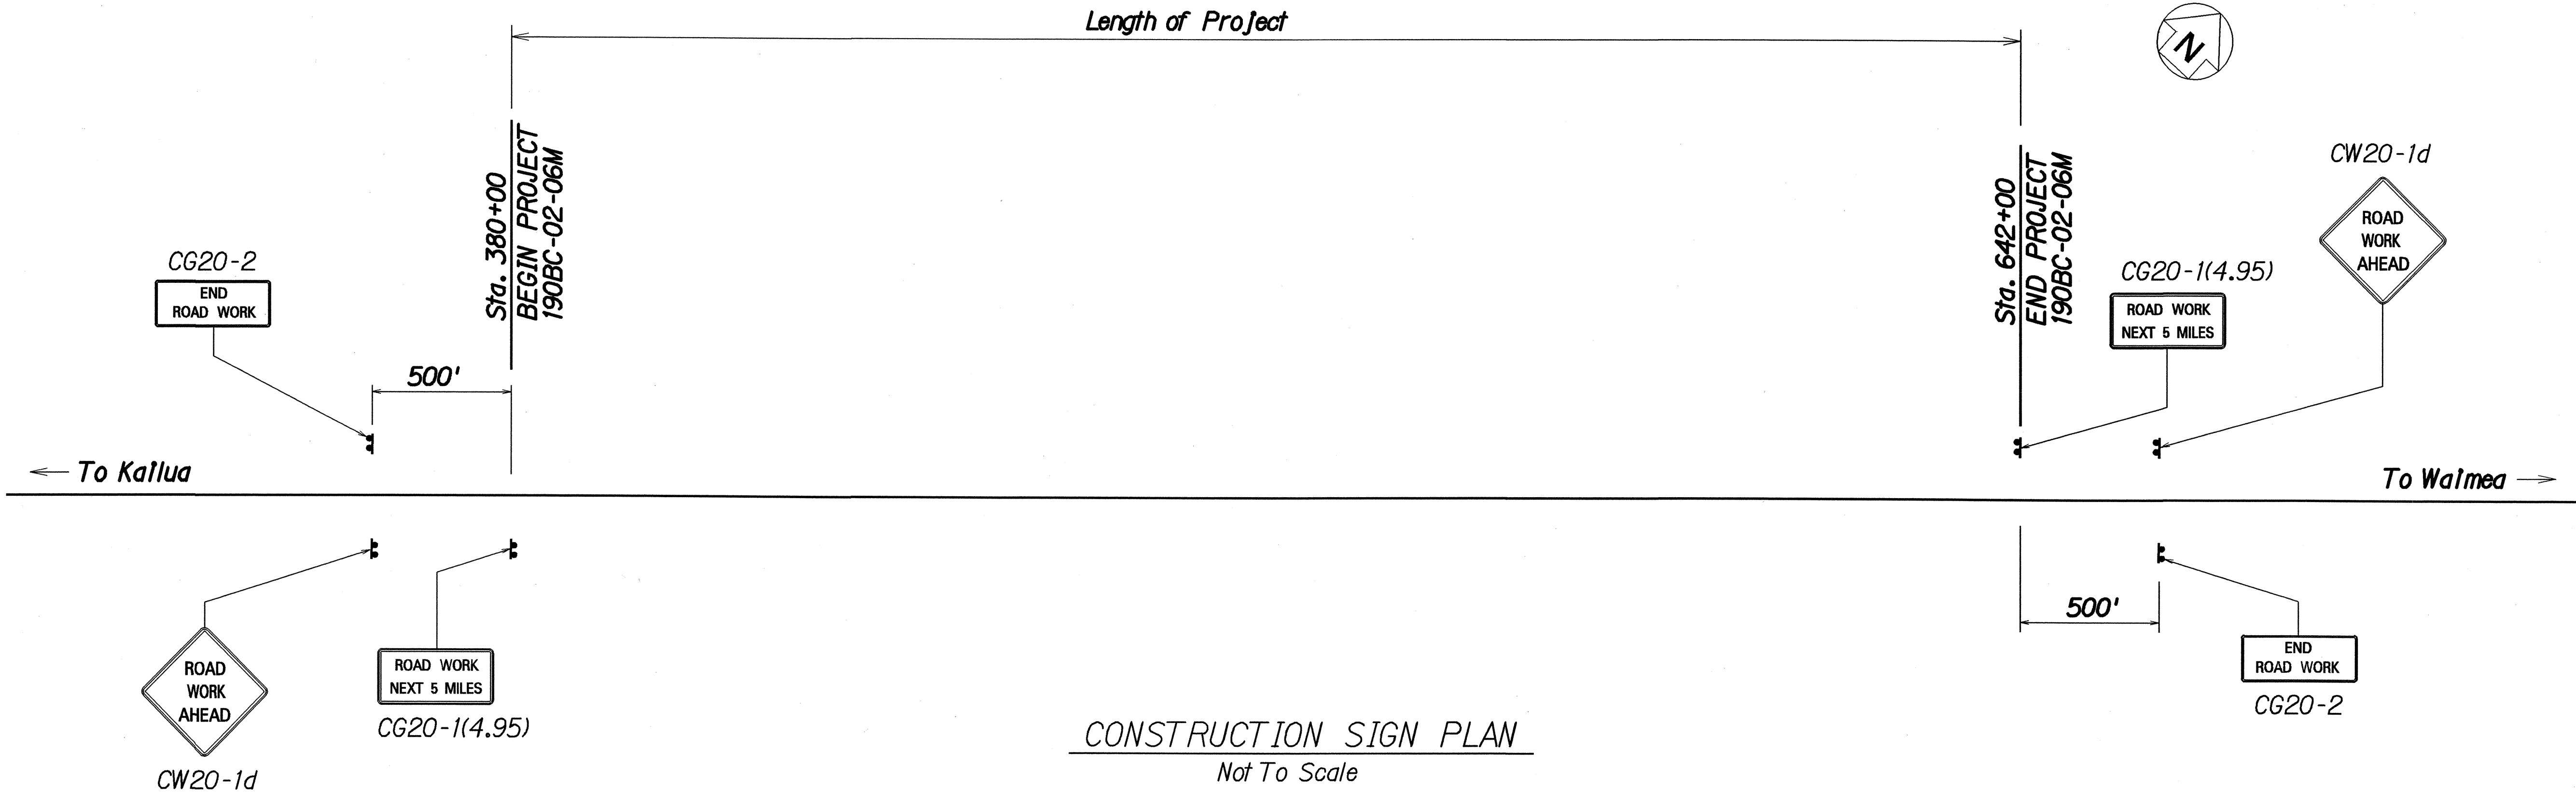 Length of Project
N
Sta. 380+00
BEGIN PROJECT
190BC-02-06M
Sta. 642+00
END PROJECT
190BC-02-06M
CW20-1d
ROAD
WORK
AHEAD
CG20-2
END
ROAD WORK
CG20-1(4.95)
ROAD WORK
NEXT 5 MILES
500'
To Kailua
To Waimea
500'
ROAD
WORK
AHEAD
CW20-1d
ROAD WORK
NEXT 5 MILES
CG20-1(4.95)
END
ROAD WORK
CG20-2
CONSTRUCTION SIGN PLAN
Not To Scale